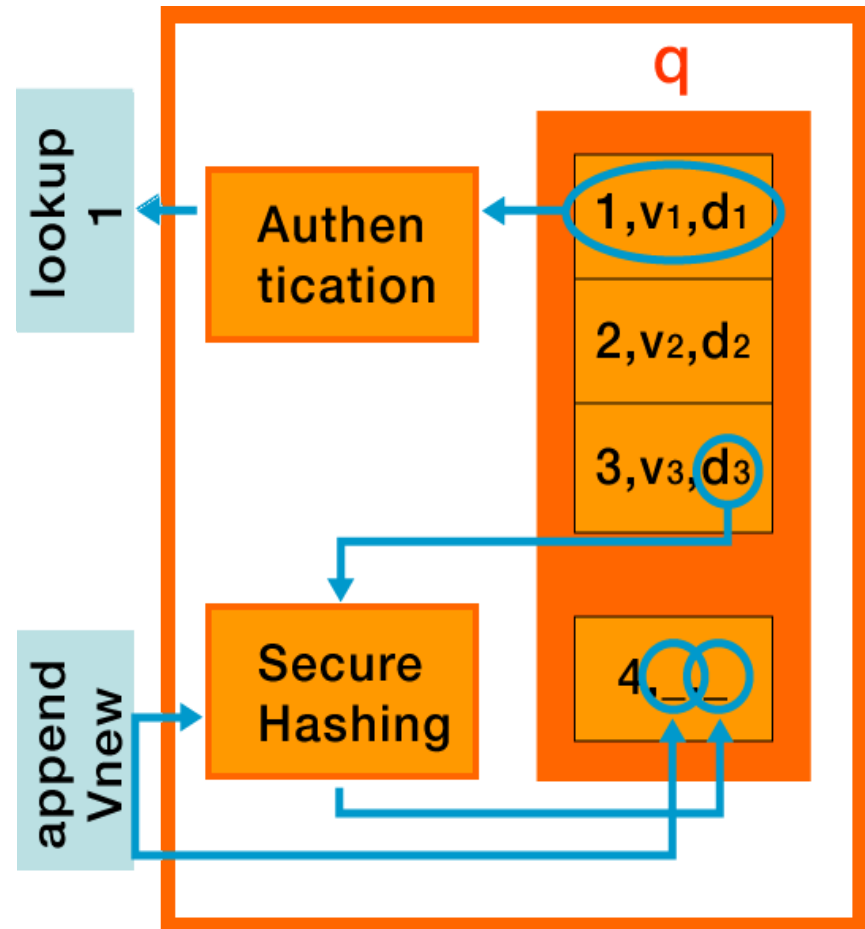 q
lookup
1
Authen
tication
1,v1,d1
2,v2,d2
3,v3,d3
append
Vnew
Secure
Hashing
4,_,_